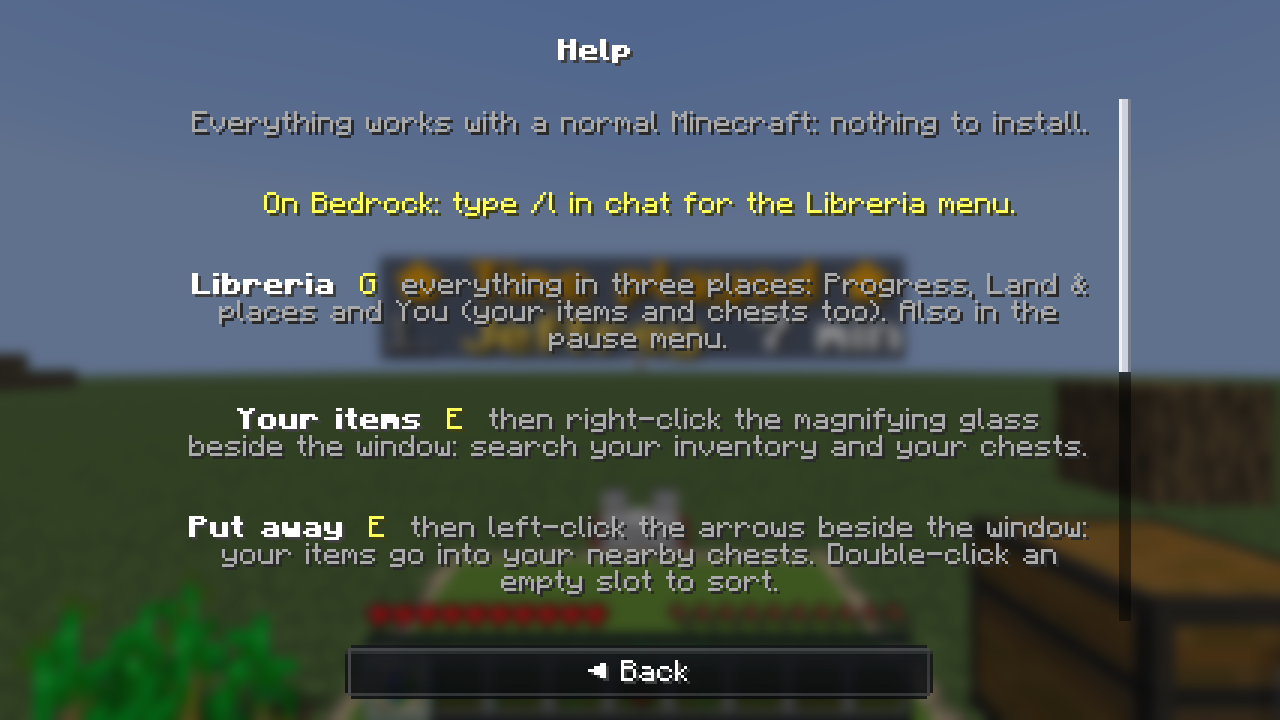 Help
Everything works with a normal Minecraft: nothing to install.
On Bedrock: type /l in chat for the Libreria menu.
Libreria G everything in three places: Progress, Land &
places and You (your items and chests too). Also in the
pause menu.
Your items E then right-click the magnifying glass
beside the window: search your inventory and your chests.
Put away E then left-click the arrows beside the window:
your items go into your nearby chests. Double-click an
empty slot to sort.
◄ Back